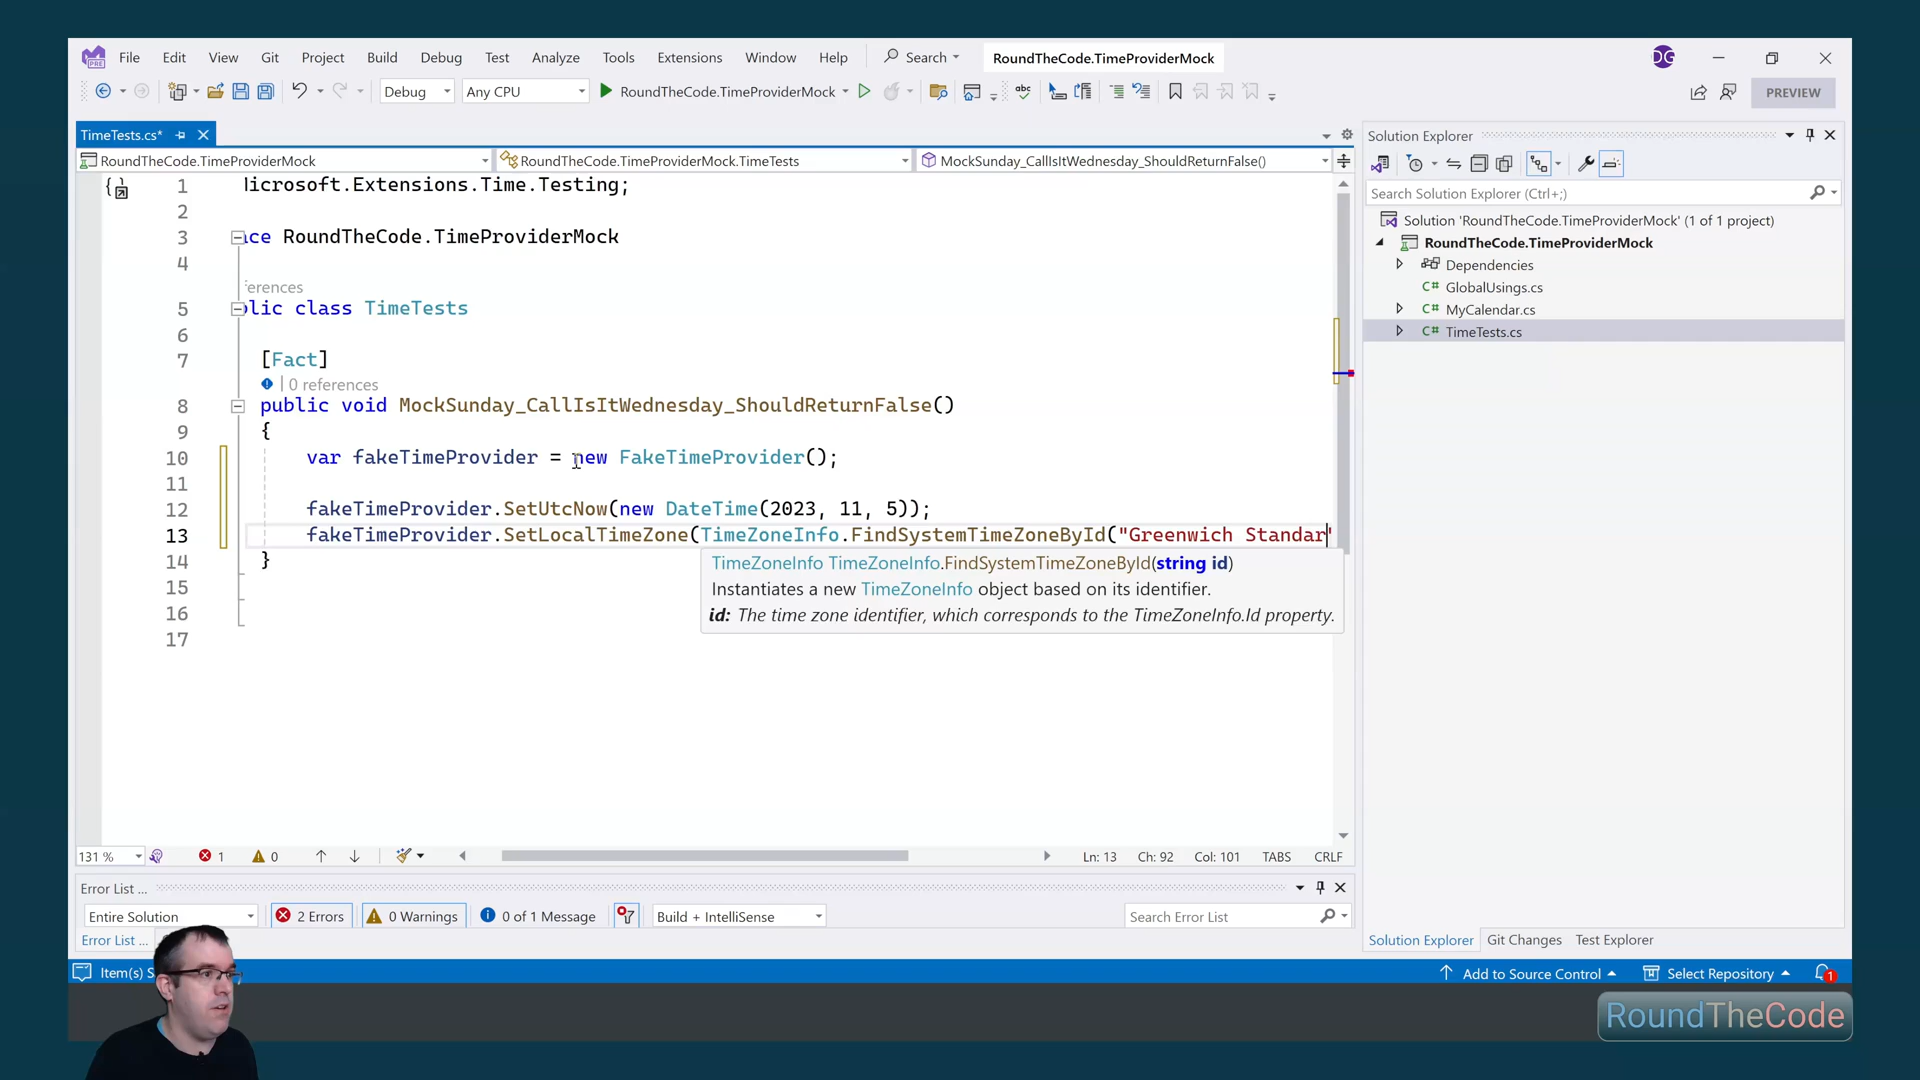 File Edit View Git Project Build Debug Test Analyze Tools Extensions Window Help Search RoundTheCode.TimeProviderMock DG
Debug Any CPU RoundTheCode.TimeProviderMock PREVIEW
TimeTests.cs*
RoundTheCode.TimeProviderMock RoundTheCode.TimeProviderMock.TimeTests MockSunday_CallIsItWednesday_ShouldReturnFalse()
1 Microsoft.Extensions.Time.Testing;
2
3 ace RoundTheCode.TimeProviderMock
4
erences
5 blic class TimeTests
6
7 [Fact]
0 references
8 public void MockSunday_CallIsItWednesday_ShouldReturnFalse()
9 {
10 var fakeTimeProvider = new FakeTimeProvider();
11
12 fakeTimeProvider.SetUtcNow(new DateTime(2023, 11, 5));
13 fakeTimeProvider.SetLocalTimeZone(TimeZoneInfo.FindSystemTimeZoneById("Greenwich Standar"
14 }
15
16
17
TimeZoneInfo TimeZoneInfo.FindSystemTimeZoneById(string id)
Instantiates a new TimeZoneInfo object based on its identifier.
id: The time zone identifier, which corresponds to the TimeZoneInfo.Id property.
131 % 1 0 Ln: 13 Ch: 92 Col: 101 TABS CRLF
Error List ...
Entire Solution 2 Errors 0 Warnings 0 of 1 Message Build + IntelliSense Search Error List
Error List ...
Solution Explorer
Search Solution Explorer (Ctrl+;)
Solution 'RoundTheCode.TimeProviderMock' (1 of 1 project)
RoundTheCode.TimeProviderMock
Dependencies
C# GlobalUsings.cs
C# MyCalendar.cs
C# TimeTests.cs
Solution Explorer Git Changes Test Explorer
Item(s) S Add to Source Control Select Repository 1
RoundTheCode